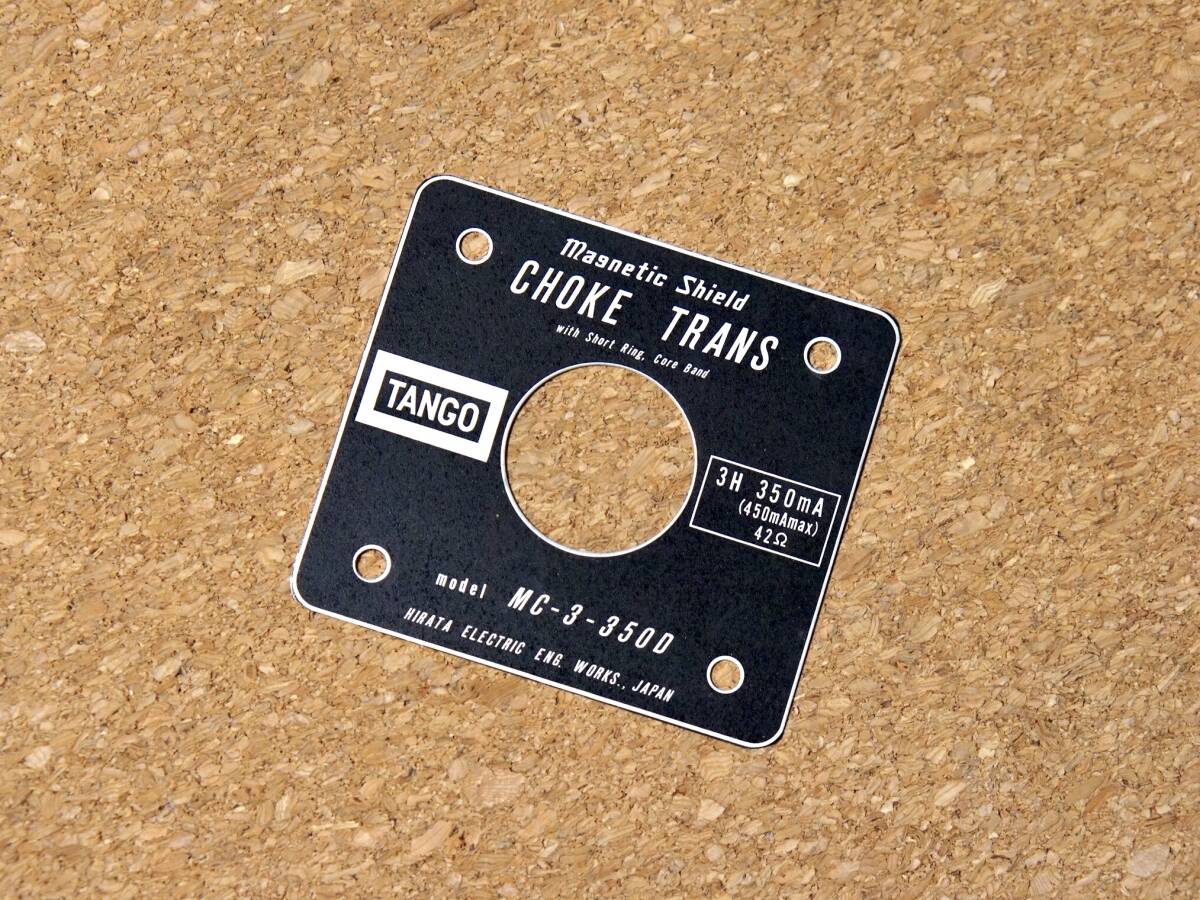 Magnetic Shield
CHOKE TRANS
with Short Ring, Core Band
TANGO
3H 350mA
(450mAmax)
42Ω
model MC-3-350D
HIRATA ELECTRIC ENG. WORKS., JAPAN